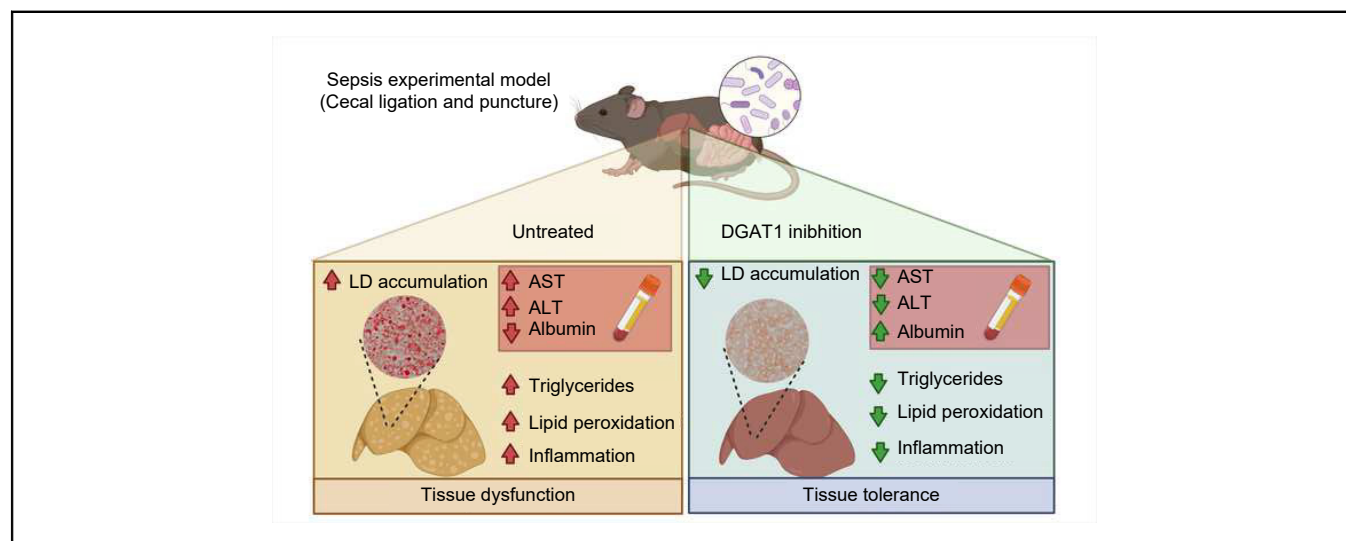 Sepsis experimental model
(Cecal ligation and puncture)
Untreated
LD accumulation
AST
ALT
Albumin
Triglycerides
Lipid peroxidation
Inflammation
Tissue dysfunction
DGAT1 inibhition
LD accumulation
AST
ALT
Albumin
Triglycerides
Lipid peroxidation
Inflammation
Tissue tolerance